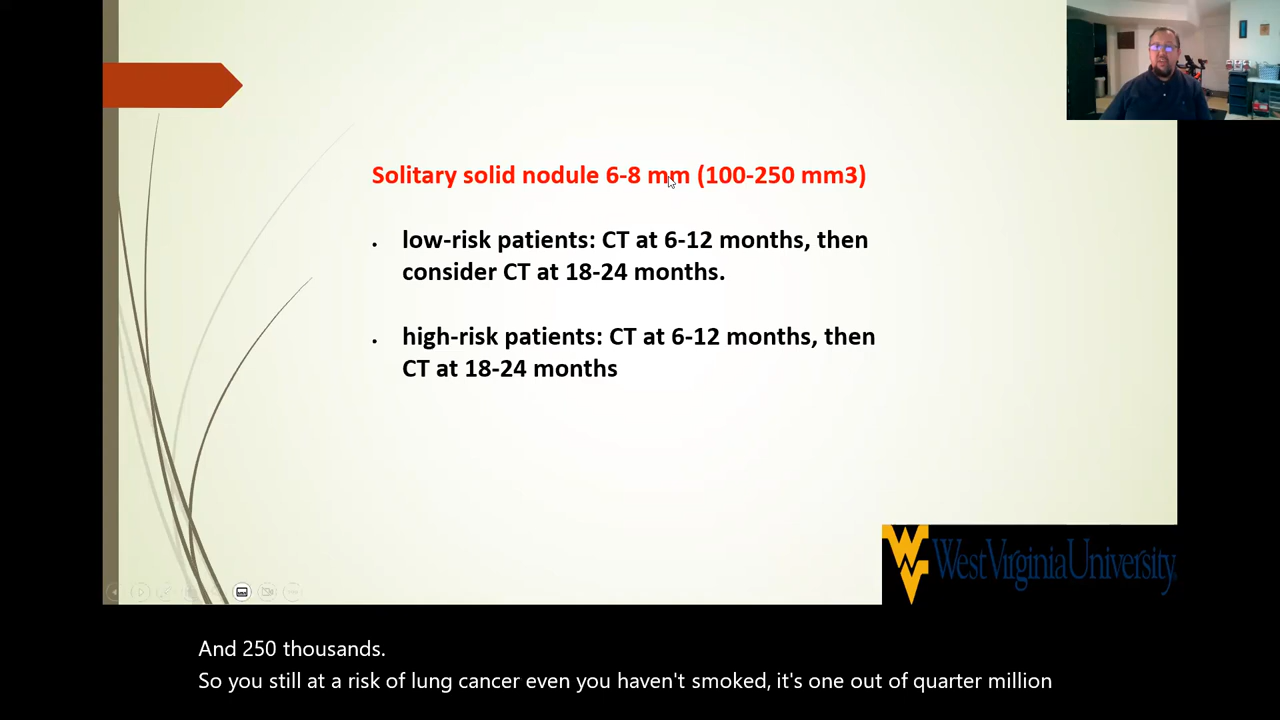 Solitary solid nodule 6-8 mm (100-250 mm3)
• low-risk patients: CT at 6-12 months, then
consider CT at 18-24 months.
• high-risk patients: CT at 6-12 months, then
CT at 18-24 months
West Virginia University
And 250 thousands.
So you still at a risk of lung cancer even you haven't smoked, it's one out of quarter million